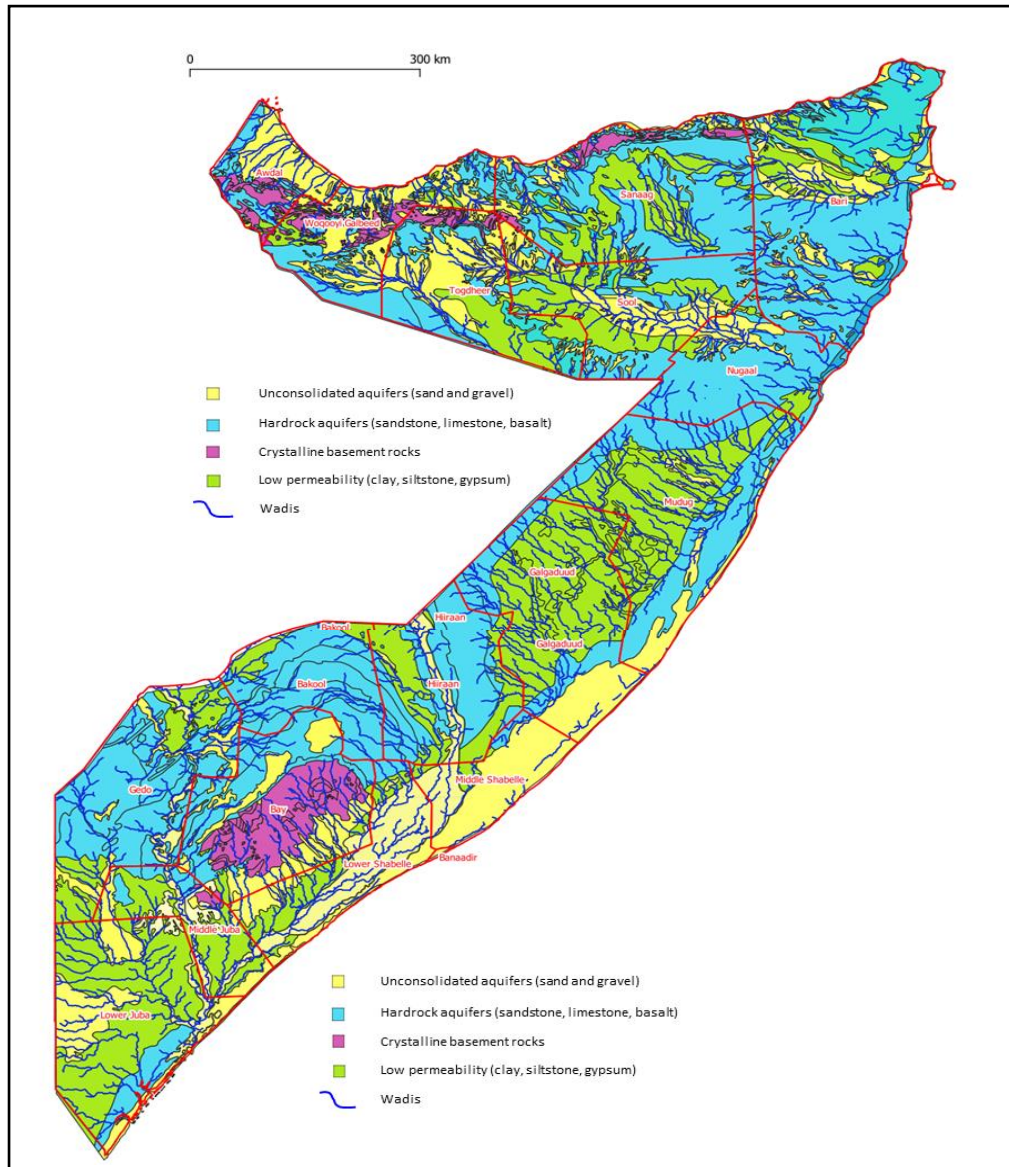 0 300 km
Awdal
Woqooyi Galbeed
Sanaag
Bari
Togdheer
Sool
Nugaal
Unconsolidated aquifers (sand and gravel)
Hardrock aquifers (sandstone, limestone, basalt)
Crystalline basement rocks
Low permeability (clay, siltstone, gypsum)
Wadis
Mudug
Galgaduud
Hiiraan
Bakool
Galgaduud
Bakool
Hiiraan
Middle Shabelle
Gedo
Bay
Lower Shabelle
Banaadir
Middle Juba
Lower Juba
Unconsolidated aquifers (sand and gravel)
Hardrock aquifers (sandstone, limestone, basalt)
Crystalline basement rocks
Low permeability (clay, siltstone, gypsum)
Wadis